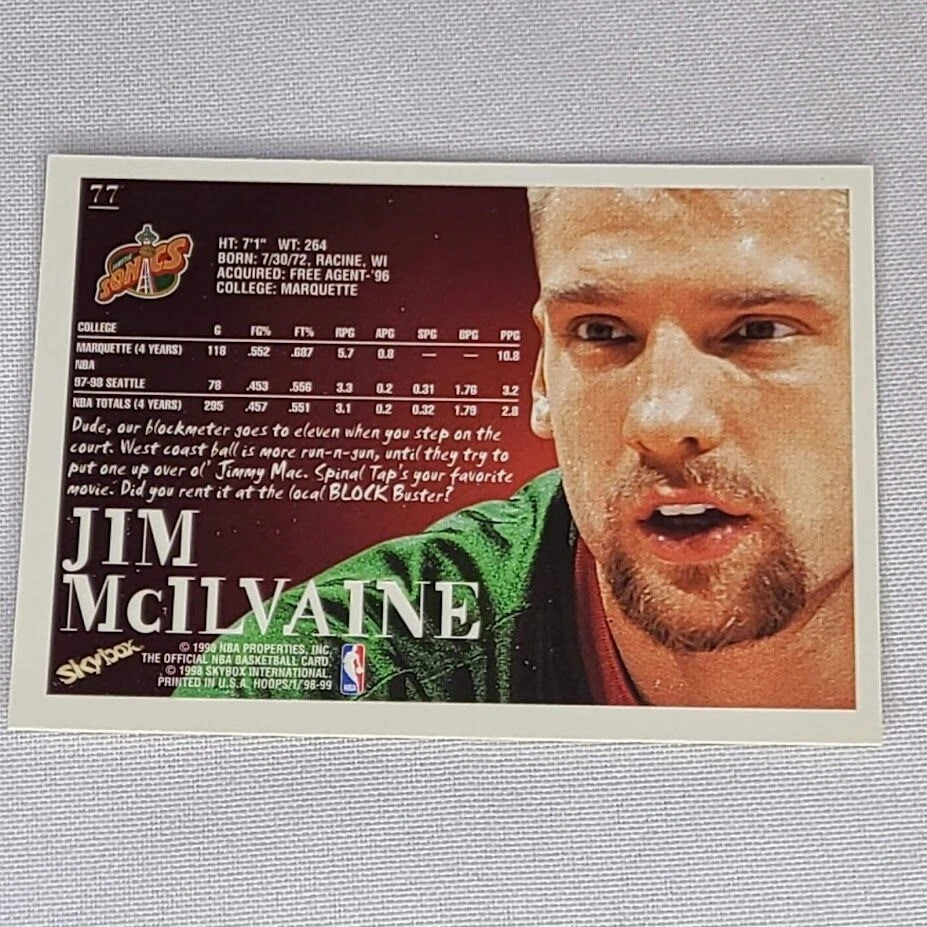 77
SEATTLE
SONICS
HT: 7'1" WT: 264
BORN: 7/30/72, RACINE, WI
ACQUIRED: FREE AGENT-'96
COLLEGE: MARQUETTE
COLLEGE G FG% FT% RPG APG SPG BPG PPG
MARQUETTE (4 YEARS) 118 .552 .687 5.7 0.8 — — 10.8
NBA
97-98 SEATTLE 78 .453 .556 3.3 0.2 0.31 1.76 3.2
NBA TOTALS (4 YEARS) 295 .457 .551 3.1 0.2 0.32 1.79 2.8
Dude, our blockmeter goes to eleven when you step on the
court. West coast ball is more run-n-gun, until they try to
put one up over ol' Jimmy Mac. Spinal Tap's your favorite
movie. Did you rent it at the local BLOCK Buster?
JIM
McILVAINE
Skybox
© 1998 NBA PROPERTIES, INC.
THE OFFICIAL NBA BASKETBALL CARD.
© 1998 SKYBOX INTERNATIONAL.
PRINTED IN U.S.A. HOOPS/1/'98-99
NBA